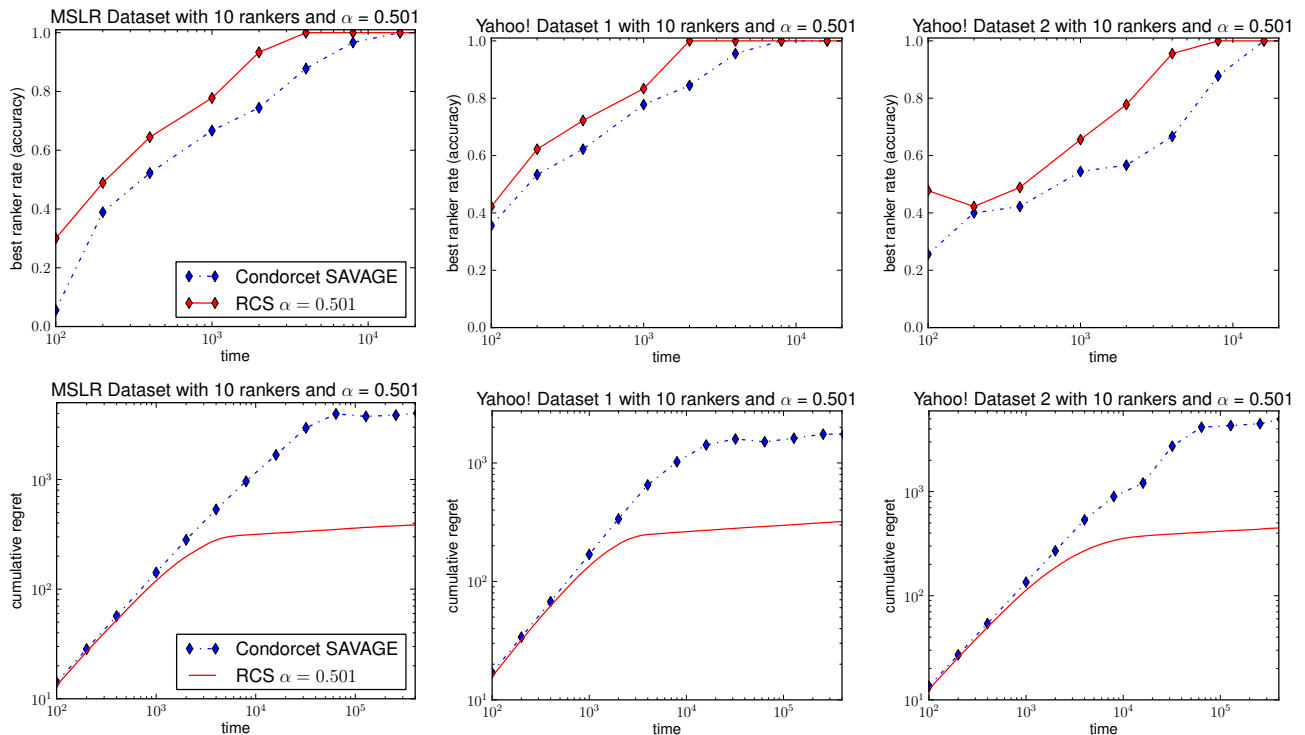 MSLR Dataset with 10 rankers and α = 0.501
best ranker rate (accuracy)
1.0
0.8
0.6
0.4
0.2
0.0
10²
10³
10⁴
time
Condorcet SAVAGE
RCS α = 0.501
Yahoo! Dataset 1 with 10 rankers and α = 0.501
best ranker rate (accuracy)
1.0
0.8
0.6
0.4
0.2
0.0
10²
10³
10⁴
time
Yahoo! Dataset 2 with 10 rankers and α = 0.501
best ranker rate (accuracy)
1.0
0.8
0.6
0.4
0.2
0.0
10²
10³
10⁴
time
MSLR Dataset with 10 rankers and α = 0.501
cumulative regret
10³
10²
10¹
10²
10³
10⁴
10⁵
time
Condorcet SAVAGE
RCS α = 0.501
Yahoo! Dataset 1 with 10 rankers and α = 0.501
cumulative regret
10³
10²
10¹
10²
10³
10⁴
10⁵
time
Yahoo! Dataset 2 with 10 rankers and α = 0.501
cumulative regret
10³
10²
10¹
10²
10³
10⁴
10⁵
time